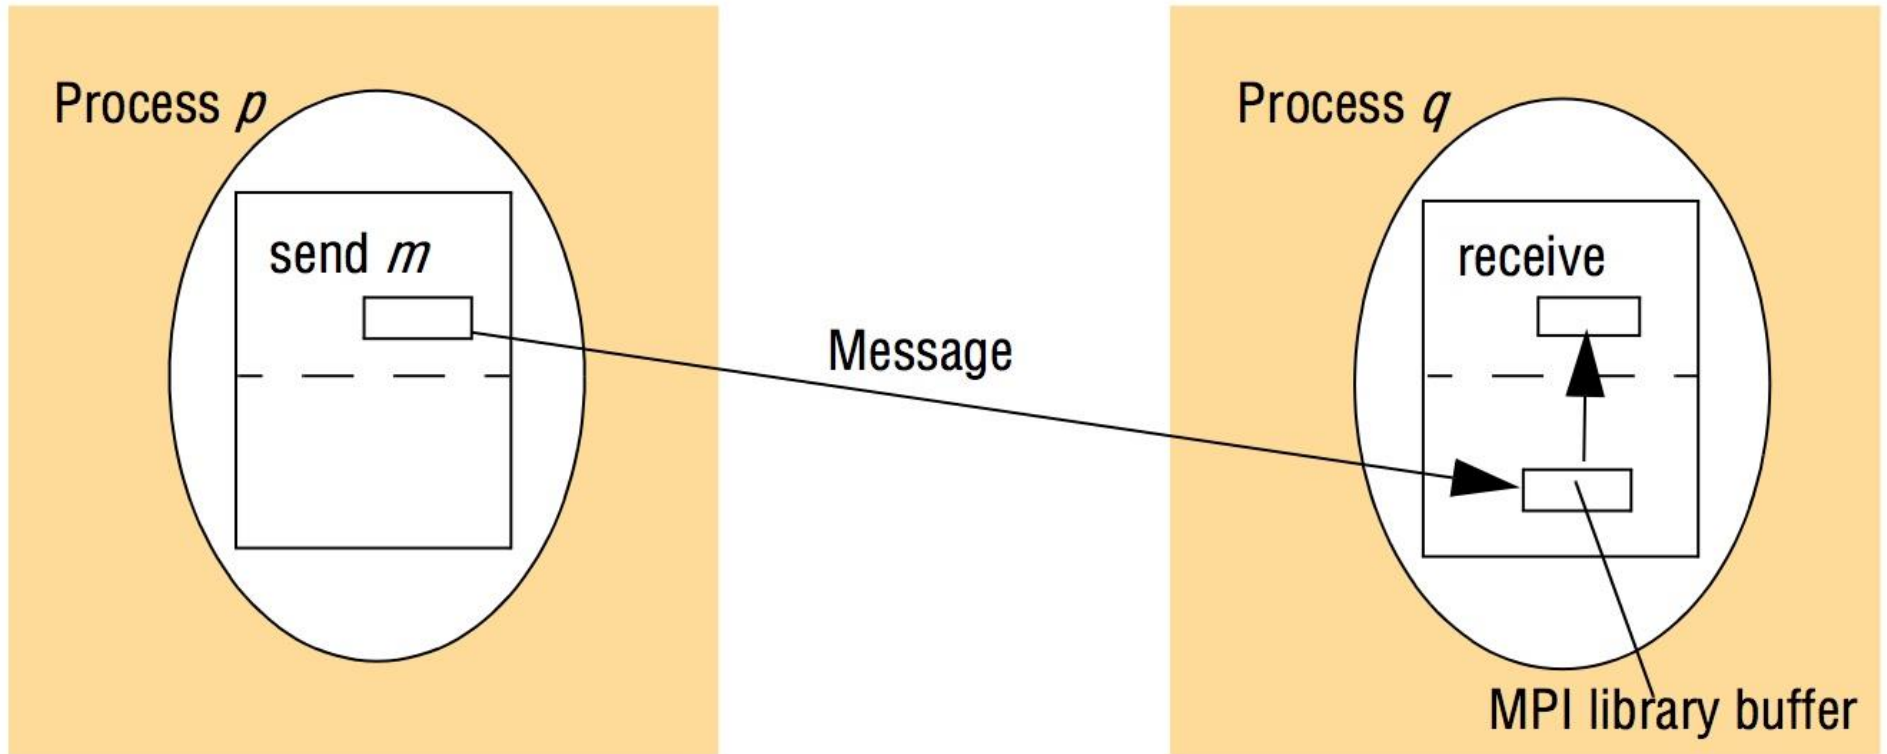 Process p
send m
Message
Process q
receive
MPI library buffer